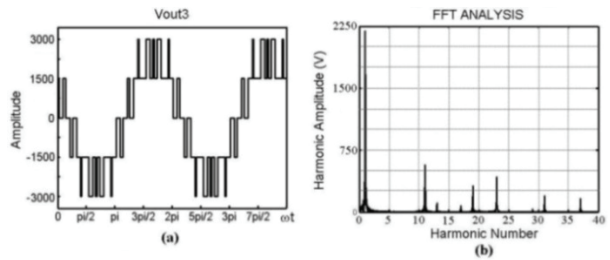 Vout3
Amplitude
3000
1500
0
-1500
-3000
0 pi/2 pi 3pi/2 2pi 5pi/2 3pi 7pi/2 ωt
(a)
FFT ANALYSIS
Harmonic Amplitude (V)
2250
1500
750
0
0 5 10 15 20 25 30 35 40
Harmonic Number
(b)